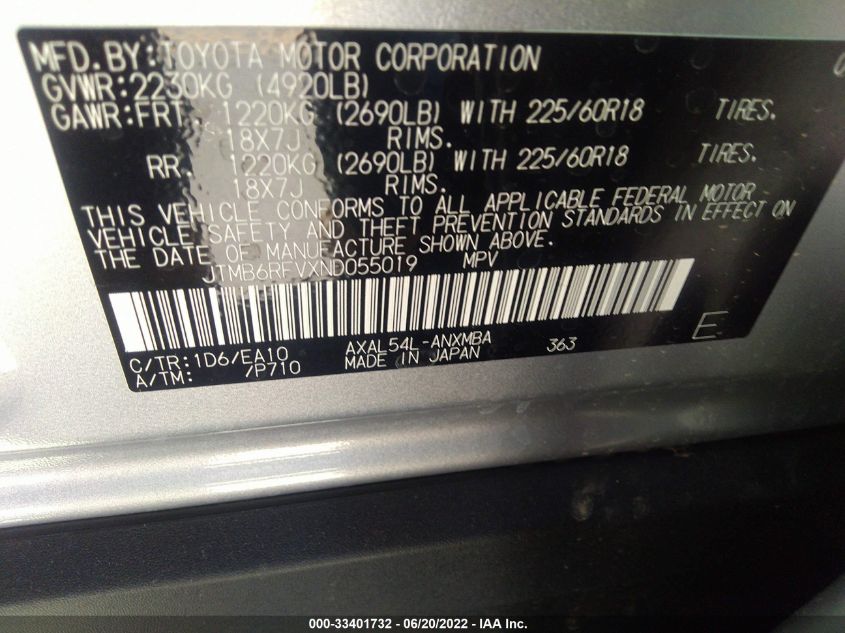 MFD.BY:TOYOTA MOTOR CORPORATION
GVWR:2230KG (4920LB)
GAWR:FRT. 1220KG (2690LB) WITH 225/60R18 TIRES.
18X7J RIMS.
RR. 1220KG (2690LB) WITH 225/60R18 TIRES.
18X7J RIMS.
THIS VEHICLE CONFORMS TO ALL APPLICABLE FEDERAL MOTOR
VEHICLE SAFETY AND THEFT PREVENTION STANDARDS IN EFFECT ON
THE DATE OF MANUFACTURE SHOWN ABOVE.
JTMB6RFVXND055019 MPV
C/TR:1D6/EA10 AXAL54L-ANXMBA 363 E
A/TM: /P710 MADE IN JAPAN
000-33401732 - 06/20/2022 - IAA Inc.